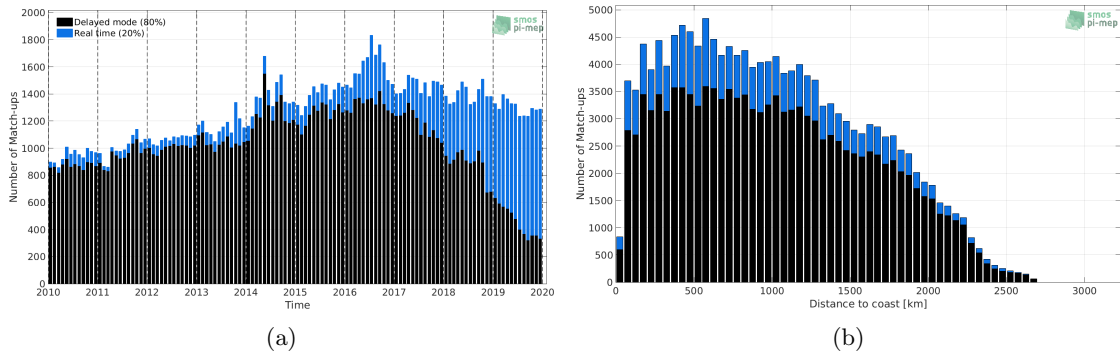 Delayed mode (80%)
Real time (20%)
smos
pi-mep
Number of Match-ups
2000
1800
1600
1400
1200
1000
800
600
400
200
0
2010 2011 2012 2013 2014 2015 2016 2017 2018 2019 2020
Time
(a)
smos
pi-mep
Number of Match-ups
5000
4500
4000
3500
3000
2500
2000
1500
1000
500
0
0 500 1000 1500 2000 2500 3000
Distance to coast [km]
(b)